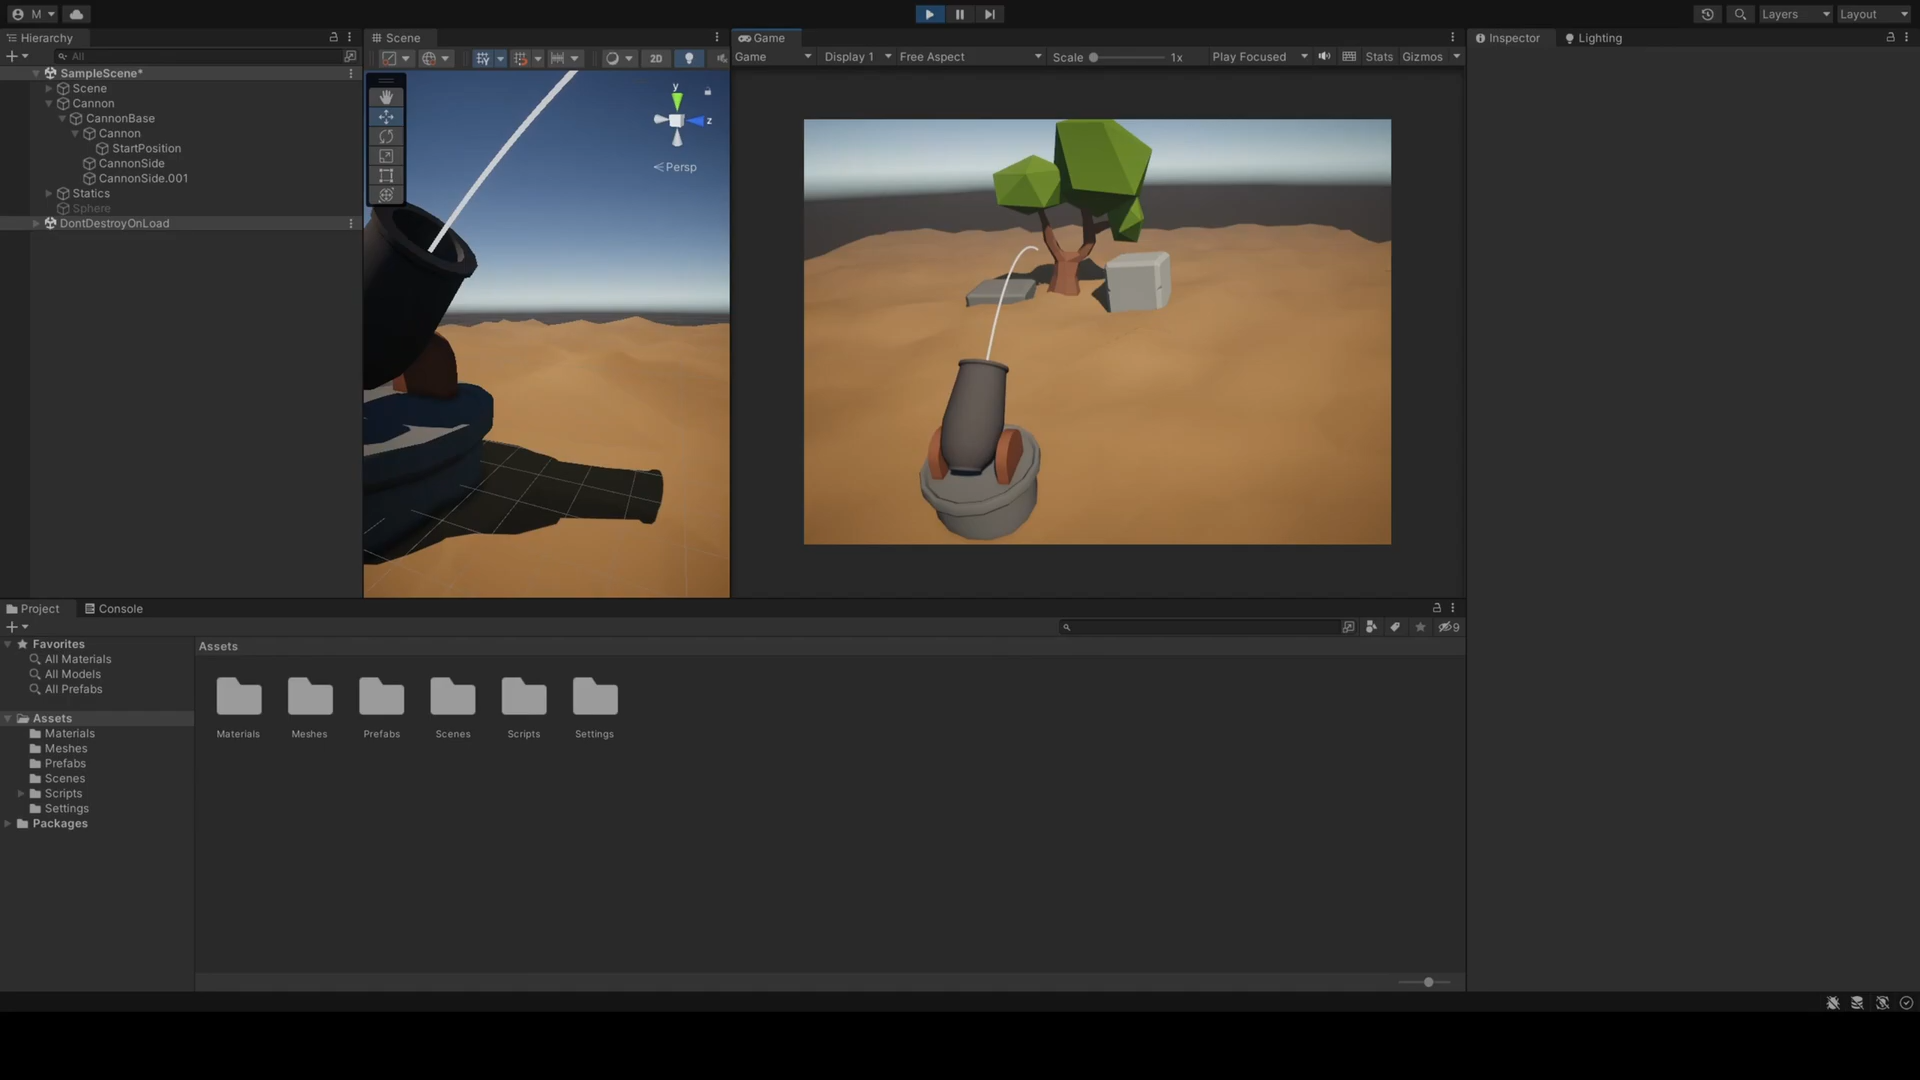 M
Layers
Layout
Hierarchy
All
SampleScene*
Scene
Cannon
CannonBase
Cannon
StartPosition
CannonSide
CannonSide.001
Statics
Sphere
DontDestroyOnLoad
Scene
2D
y
z
Persp
Game
Game
Display 1
Free Aspect
Scale
1x
Play Focused
Stats
Gizmos
Inspector
Lighting
Project
Console
9
Favorites
All Materials
All Models
All Prefabs
Assets
Materials
Meshes
Prefabs
Scenes
Scripts
Settings
Packages
Assets
Materials
Meshes
Prefabs
Scenes
Scripts
Settings